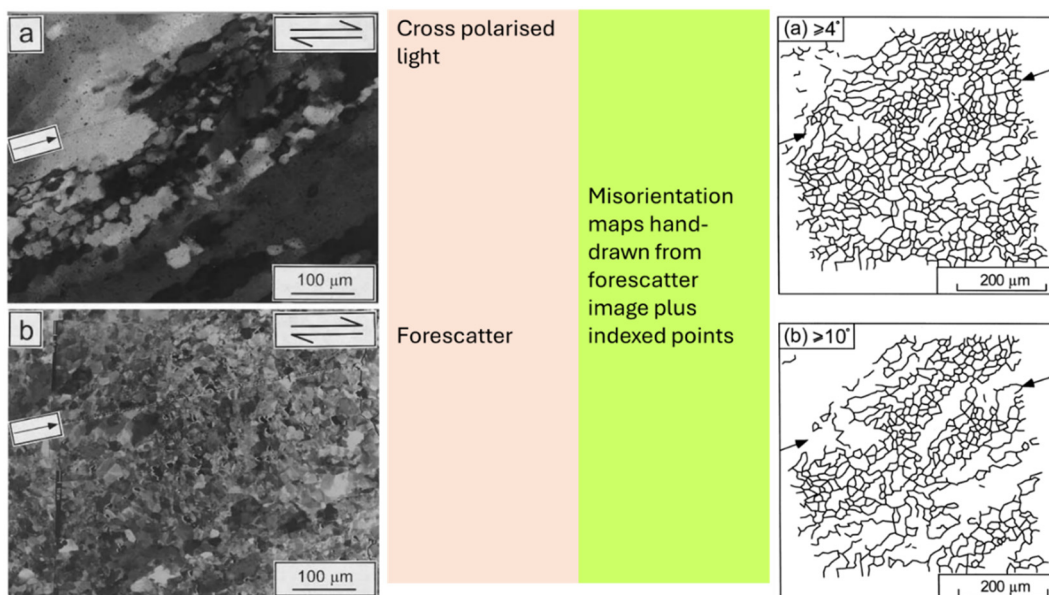 a
100 μm
b
100 μm
Cross polarised
light
Forescatter
Misorientation
maps hand-
drawn from
forescatter
image plus
indexed points
(a) ⩾4°
200 μm
(b) ⩾10°
200 μm